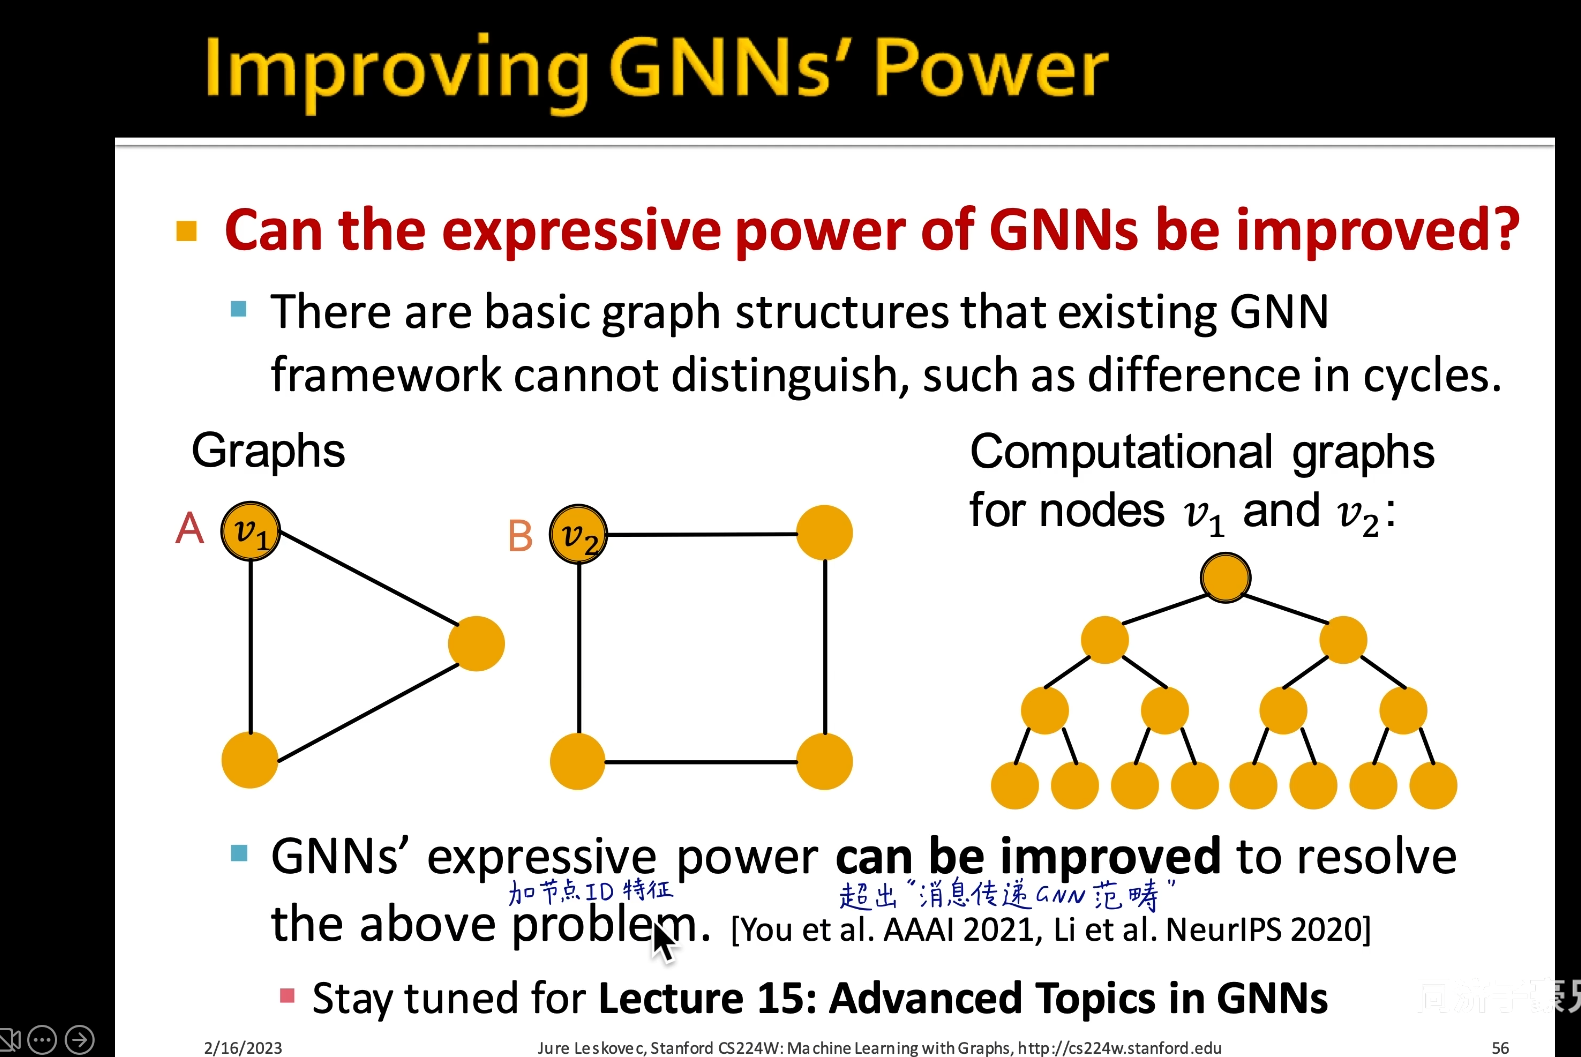 Improving GNNs’ Power
Can the expressive power of GNNs be improved?
There are basic graph structures that existing GNN
framework cannot distinguish, such as difference in cycles.
Graphs
Computational graphs
for nodes v₁ and v₂:
A v₁
B v₂
GNNs’ expressive power can be improved to resolve
加节点ID特征 超出“消息传递GNN范畴”
the above problem. [You et al. AAAI 2021, Li et al. NeurIPS 2020]
Stay tuned for Lecture 15: Advanced Topics in GNNs
2/16/2023 Jure Leskovec, Stanford CS224W: Machine Learning with Graphs, http://cs224w.stanford.edu 56